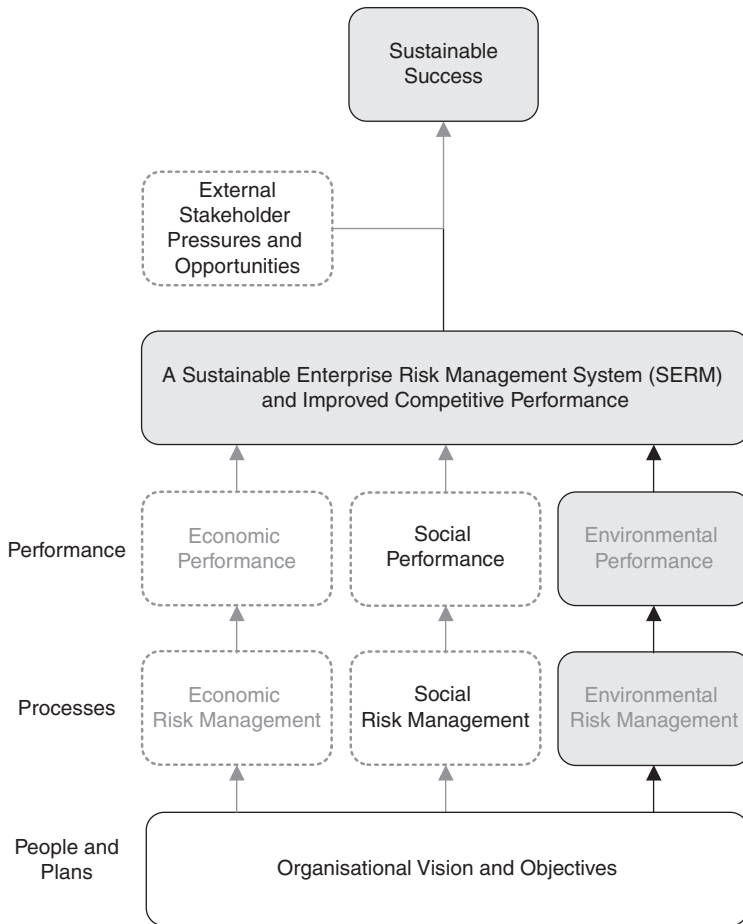 Sustainable
Success
External
Stakeholder
Pressures and
Opportunities
A Sustainable Enterprise Risk Management System (SERM)
and Improved Competitive Performance
Performance
Economic
Performance
Social
Performance
Environmental
Performance
Processes
Economic
Risk Management
Social
Risk Management
Environmental
Risk Management
People and
Plans
Organisational Vision and Objectives